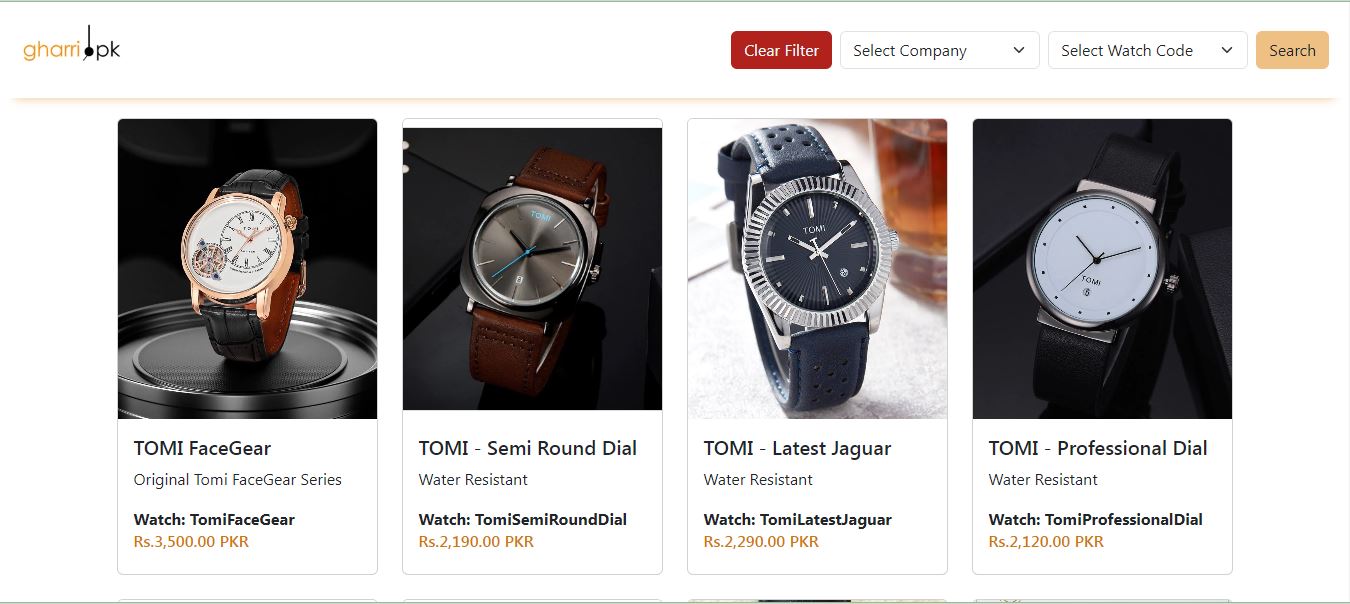 gharri.pk
Clear Filter
Select Company
Select Watch Code
Search
TOMI
TOMI
TOMI
TOMI
TOMI FaceGear
Original Tomi FaceGear Series
Watch: TomiFaceGear
Rs.3,500.00 PKR
TOMI - Semi Round Dial
Water Resistant
Watch: TomiSemiRoundDial
Rs.2,190.00 PKR
TOMI - Latest Jaguar
Water Resistant
Watch: TomiLatestJaguar
Rs.2,290.00 PKR
TOMI - Professional Dial
Water Resistant
Watch: TomiProfessionalDial
Rs.2,120.00 PKR